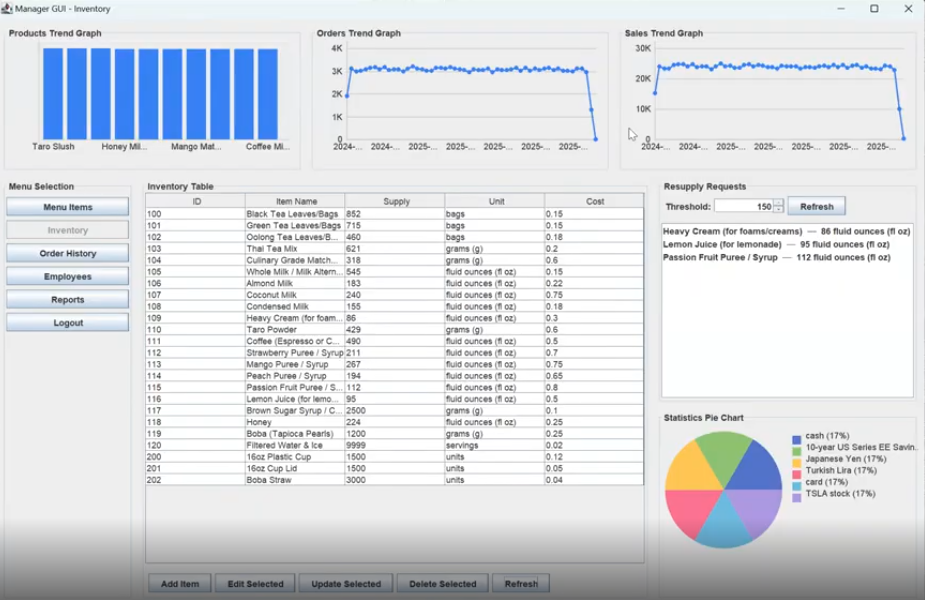 Manager GUI - Inventory
Products Trend Graph
Taro Slush Honey Mil... Mango Mat... Coffee Mi...
Orders Trend Graph
4K
3K
2K
1K
0
2024-... 2024-... 2025-... 2025-... 2025-... 2025-... 2025-...
Sales Trend Graph
30K
20K
10K
0
2024-... 2024-... 2025-... 2025-... 2025-... 2025-... 2025-...
Menu Selection
Menu Items
Inventory
Order History
Employees
Reports
Logout
Inventory Table
ID Item Name Supply Unit Cost
100 Black Tea Leaves/Bags 852 bags 0.15
101 Green Tea Leaves/Bags 715 bags 0.15
102 Oolong Tea Leaves/B... 460 bags 0.18
103 Thai Tea Mix 621 grams (g) 0.2
104 Culinary Grade Match... 318 grams (g) 0.6
105 Whole Milk / Milk Altern... 545 fluid ounces (fl oz) 0.15
106 Almond Milk 183 fluid ounces (fl oz) 0.22
107 Coconut Milk 240 fluid ounces (fl oz) 0.75
108 Condensed Milk 155 fluid ounces (fl oz) 0.18
109 Heavy Cream (for foam... 86 fluid ounces (fl oz) 0.3
110 Taro Powder 429 grams (g) 0.6
111 Coffee (Espresso or C... 490 fluid ounces (fl oz) 0.5
112 Strawberry Puree / Syrup 211 fluid ounces (fl oz) 0.7
113 Mango Puree / Syrup 267 fluid ounces (fl oz) 0.75
114 Peach Puree / Syrup 194 fluid ounces (fl oz) 0.65
115 Passion Fruit Puree / S... 112 fluid ounces (fl oz) 0.8
116 Lemon Juice (for lemo... 95 fluid ounces (fl oz) 0.5
117 Brown Sugar Syrup / C... 2500 grams (g) 0.1
118 Honey 224 fluid ounces (fl oz) 0.25
119 Boba (Tapioca Pearls) 1200 grams (g) 0.25
120 Filtered Water & Ice 9999 servings 0.02
200 16oz Plastic Cup 1500 units 0.12
201 16oz Cup Lid 1500 units 0.05
202 Boba Straw 3000 units 0.04
Add Item Edit Selected Update Selected Delete Selected Refresh
Resupply Requests
Threshold: 150 Refresh
Heavy Cream (for foams/creams) — 86 fluid ounces (fl oz)
Lemon Juice (for lemonade) — 95 fluid ounces (fl oz)
Passion Fruit Puree / Syrup — 112 fluid ounces (fl oz)
Statistics Pie Chart
cash (17%)
10-year US Series EE Savin.
Japanese Yen (17%)
Turkish Lira (17%)
card (17%)
TSLA stock (17%)